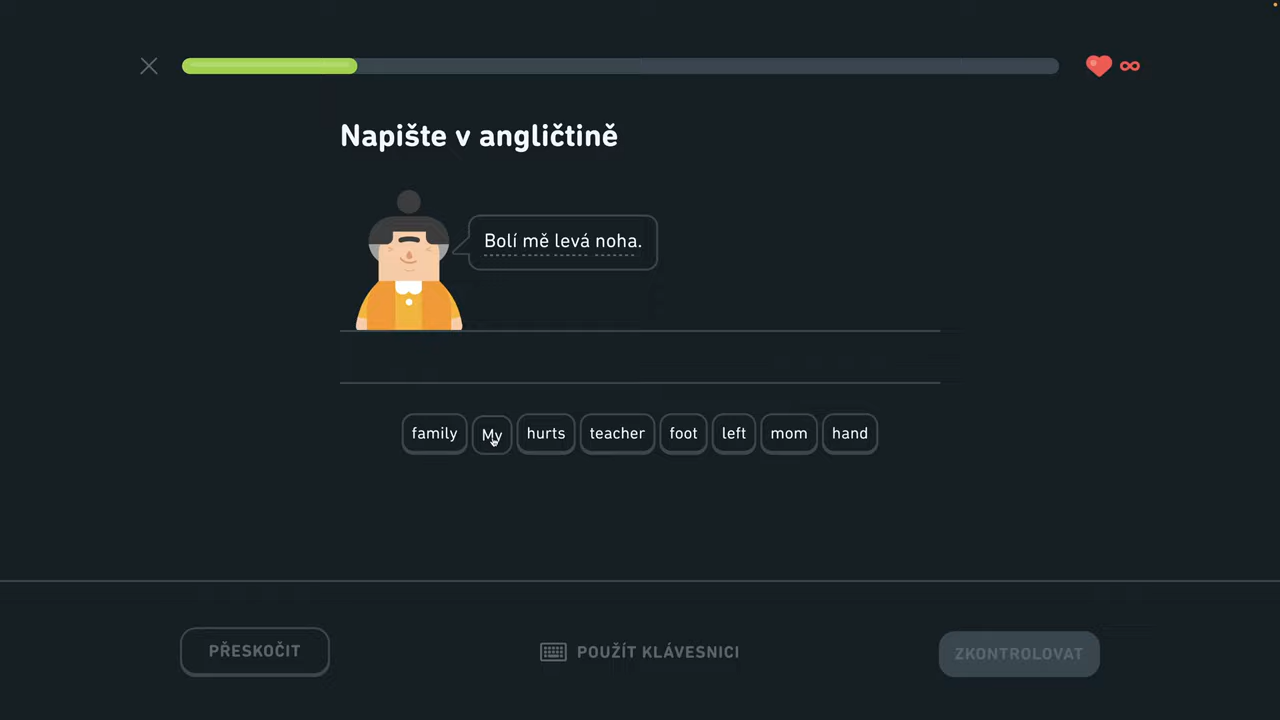 Napište v angličtině
Bolí mě levá noha.
family My hurts teacher foot left mom hand
PŘESKOČIT POUŽÍT KLÁVESNICI ZKONTROLOVAT